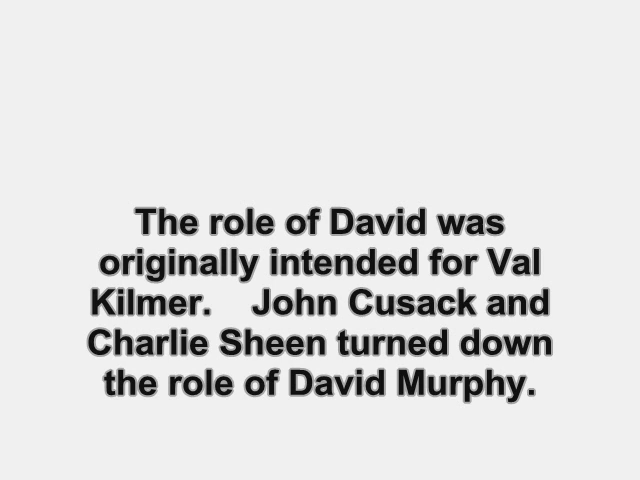 The role of David was
originally intended for Val
Kilmer.    John Cusack and
Charlie Sheen turned down
the role of David Murphy.